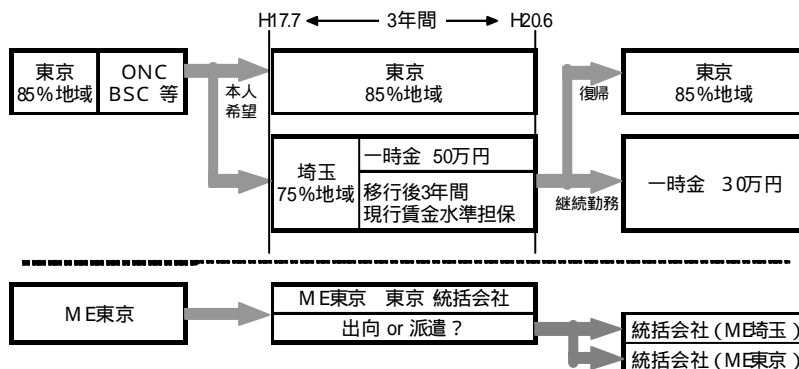 H17.7 3年間 H20.6
東京
85%地域
ONC
BSC 等
本人
希望
東京
85%地域
復帰
東京
85%地域
埼玉
75%地域
一時金 50万円
移行後3年間
現行賃金水準担保
継続勤務
一時金 30万円
ME東京
ME東京 東京 統括会社
出向 or 派遣？
統括会社(ME埼玉)
統括会社(ME東京)